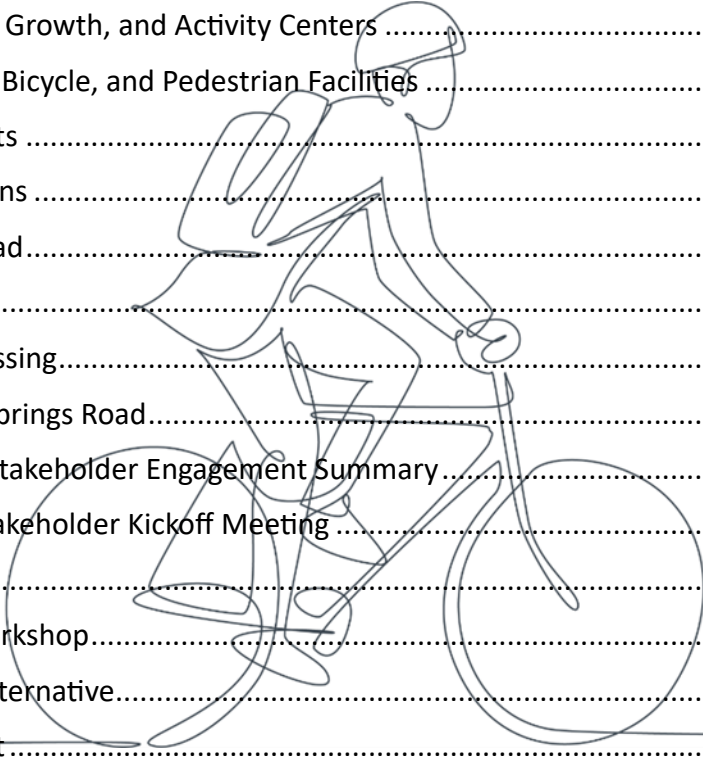 Growth, and Activity Centers ............................................
Bicycle, and Pedestrian Facilities ......................................
ts ......................................................................................
ns .....................................................................................
ad......................................................................................
..........................................................................................
ssing..................................................................................
prings Road.......................................................................
takeholder Engagement Summary...................................
akeholder Kickoff Meeting ................................................
..........................................................................................
rkshop..............................................................................
ternative...........................................................................
t ........................................................................................